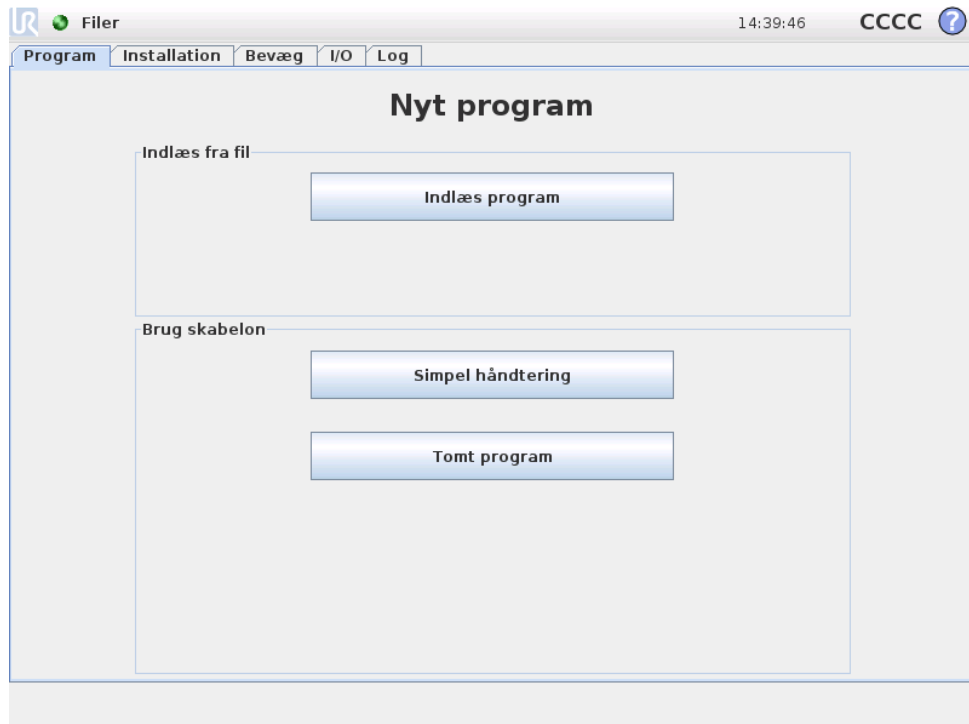 UR Filer 14:39:46 CCCC ?
Program Installation Bevæg I/O Log
Nyt program
Indlæs fra fil
Indlæs program
Brug skabelon
Simpel håndtering
Tomt program